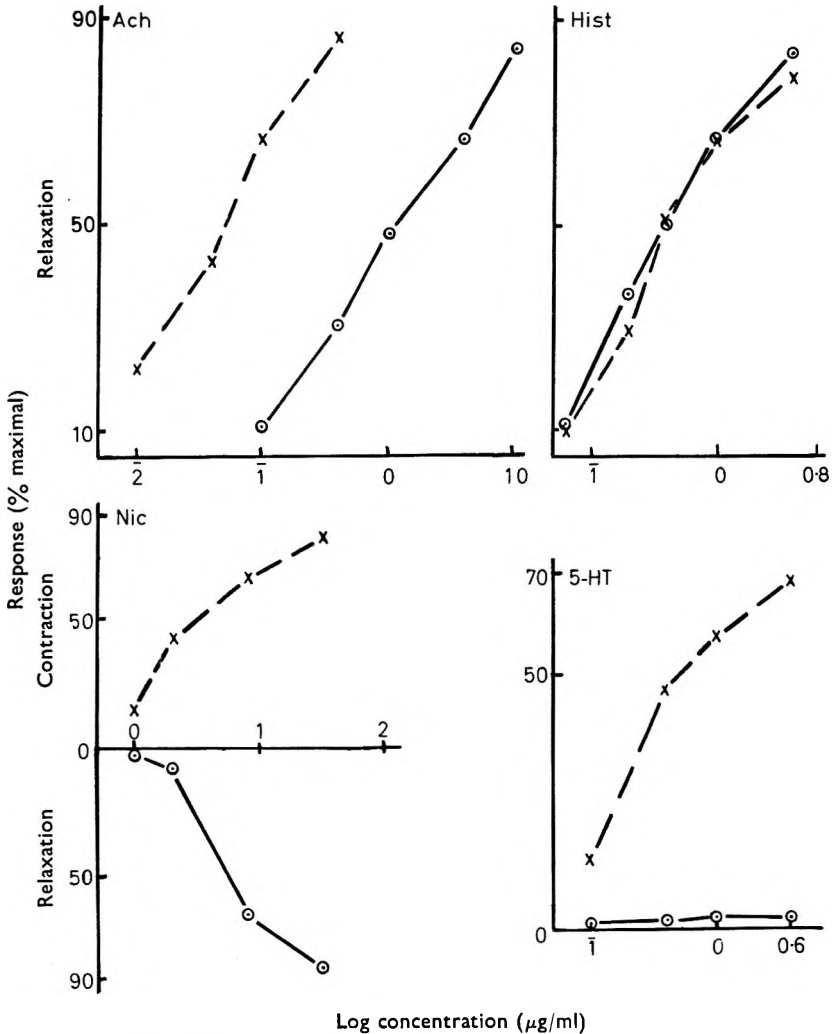 90
Ach
Relaxation
50
10
2̄
1̄
0
10
Hist
1̄
0
0·8
Response (% maximal)
90
Nic
Contraction
50
0
1
2
0
Relaxation
50
90
70
5-HT
50
0
1̄
0
0·6
Log concentration (μg/ml)